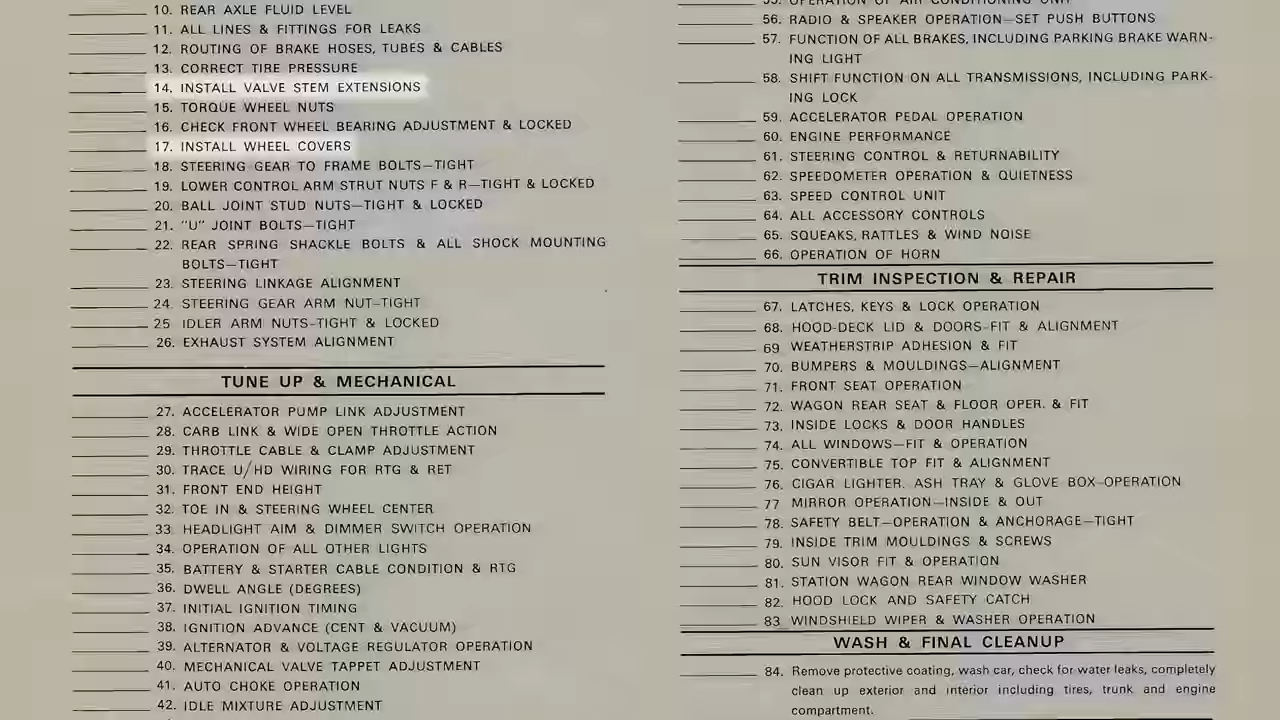 10. REAR AXLE FLUID LEVEL
11. ALL LINES & FITTINGS FOR LEAKS
12. ROUTING OF BRAKE HOSES, TUBES & CABLES
13. CORRECT TIRE PRESSURE
14. INSTALL VALVE STEM EXTENSIONS
15. TORQUE WHEEL NUTS
16. CHECK FRONT WHEEL BEARING ADJUSTMENT & LOCKED
17. INSTALL WHEEL COVERS
18. STEERING GEAR TO FRAME BOLTS—TIGHT
19. LOWER CONTROL ARM STRUT NUTS F & R—TIGHT & LOCKED
20. BALL JOINT STUD NUTS—TIGHT & LOCKED
21. "U" JOINT BOLTS—TIGHT
22. REAR SPRING SHACKLE BOLTS & ALL SHOCK MOUNTING
BOLTS—TIGHT
23. STEERING LINKAGE ALIGNMENT
24. STEERING GEAR ARM NUT-TIGHT
25 IDLER ARM NUTS-TIGHT & LOCKED
26. EXHAUST SYSTEM ALIGNMENT
TUNE UP & MECHANICAL
27. ACCELERATOR PUMP LINK ADJUSTMENT
28. CARB LINK & WIDE OPEN THROTTLE ACTION
29. THROTTLE CABLE & CLAMP ADJUSTMENT
30. TRACE U/HD WIRING FOR RTG & RET
31. FRONT END HEIGHT
32. TOE IN & STEERING WHEEL CENTER
33. HEADLIGHT AIM & DIMMER SWITCH OPERATION
34. OPERATION OF ALL OTHER LIGHTS
35. BATTERY & STARTER CABLE CONDITION & RTG
36. DWELL ANGLE (DEGREES)
37. INITIAL IGNITION TIMING
38. IGNITION ADVANCE (CENT & VACUUM)
39. ALTERNATOR & VOLTAGE REGULATOR OPERATION
40. MECHANICAL VALVE TAPPET ADJUSTMENT
41. AUTO CHOKE OPERATION
42. IDLE MIXTURE ADJUSTMENT
55. OPERATION OF AIR CONDITIONING UNIT
56. RADIO & SPEAKER OPERATION—SET PUSH BUTTONS
57. FUNCTION OF ALL BRAKES, INCLUDING PARKING BRAKE WARN-
ING LIGHT
58. SHIFT FUNCTION ON ALL TRANSMISSIONS, INCLUDING PARK-
ING LOCK
59. ACCELERATOR PEDAL OPERATION
60. ENGINE PERFORMANCE
61. STEERING CONTROL & RETURNABILITY
62. SPEEDOMETER OPERATION & QUIETNESS
63. SPEED CONTROL UNIT
64. ALL ACCESSORY CONTROLS
65. SQUEAKS, RATTLES & WIND NOISE
66. OPERATION OF HORN
TRIM INSPECTION & REPAIR
67. LATCHES, KEYS & LOCK OPERATION
68. HOOD-DECK LID & DOORS-FIT & ALIGNMENT
69 WEATHERSTRIP ADHESION & FIT
70. BUMPERS & MOULDINGS—ALIGNMENT
71. FRONT SEAT OPERATION
72. WAGON REAR SEAT & FLOOR OPER. & FIT
73. INSIDE LOCKS & DOOR HANDLES
74. ALL WINDOWS—FIT & OPERATION
75. CONVERTIBLE TOP FIT & ALIGNMENT
76. CIGAR LIGHTER. ASH TRAY & GLOVE BOX-OPERATION
77 MIRROR OPERATION—INSIDE & OUT
78. SAFETY BELT—OPERATION & ANCHORAGE—TIGHT
79. INSIDE TRIM MOULDINGS & SCREWS
80. SUN VISOR FIT & OPERATION
81. STATION WAGON REAR WINDOW WASHER
82. HOOD LOCK AND SAFETY CATCH
83 WINDSHIELD WIPER & WASHER OPERATION
WASH & FINAL CLEANUP
84. Remove protective coating, wash car, check for water leaks, completely
clean up exterior and interior including tires, trunk and engine
compartment.